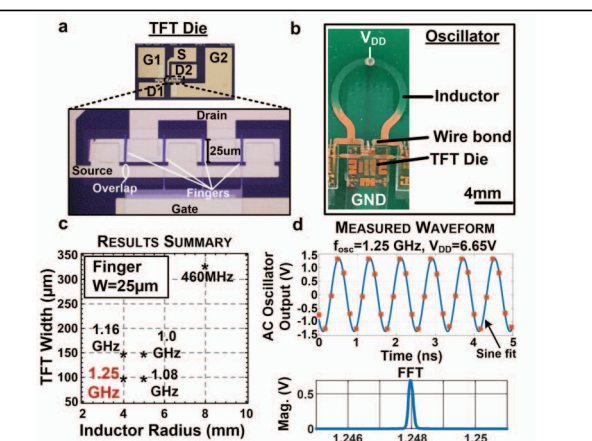 a
TFT Die
G1
S
G2
D2
D1
Drain
25um
Source
Overlap
Fingers
Gate
b
VDD
Oscillator
Inductor
Wire bond
TFT Die
GND
4mm
c
RESULTS SUMMARY
TFT Width (µm)
350
300
250
200
150
100
50
Finger
W=25µm
460MHz
1.16
GHz
1.0
GHz
1.25
GHz
1.08
GHz
2
4
6
8
10
Inductor Radius (mm)
d
MEASURED WAVEFORM
fosc=1.25 GHz, VDD=6.65V
AC Oscillator
Output (V)
1.5
1.0
0.5
0
-0.5
-1.0
-1.5
0
1
2
3
4
5
Time (ns)
Sine fit
FFT
Mag. (V)
0.5
0
1.246
1.248
1.25